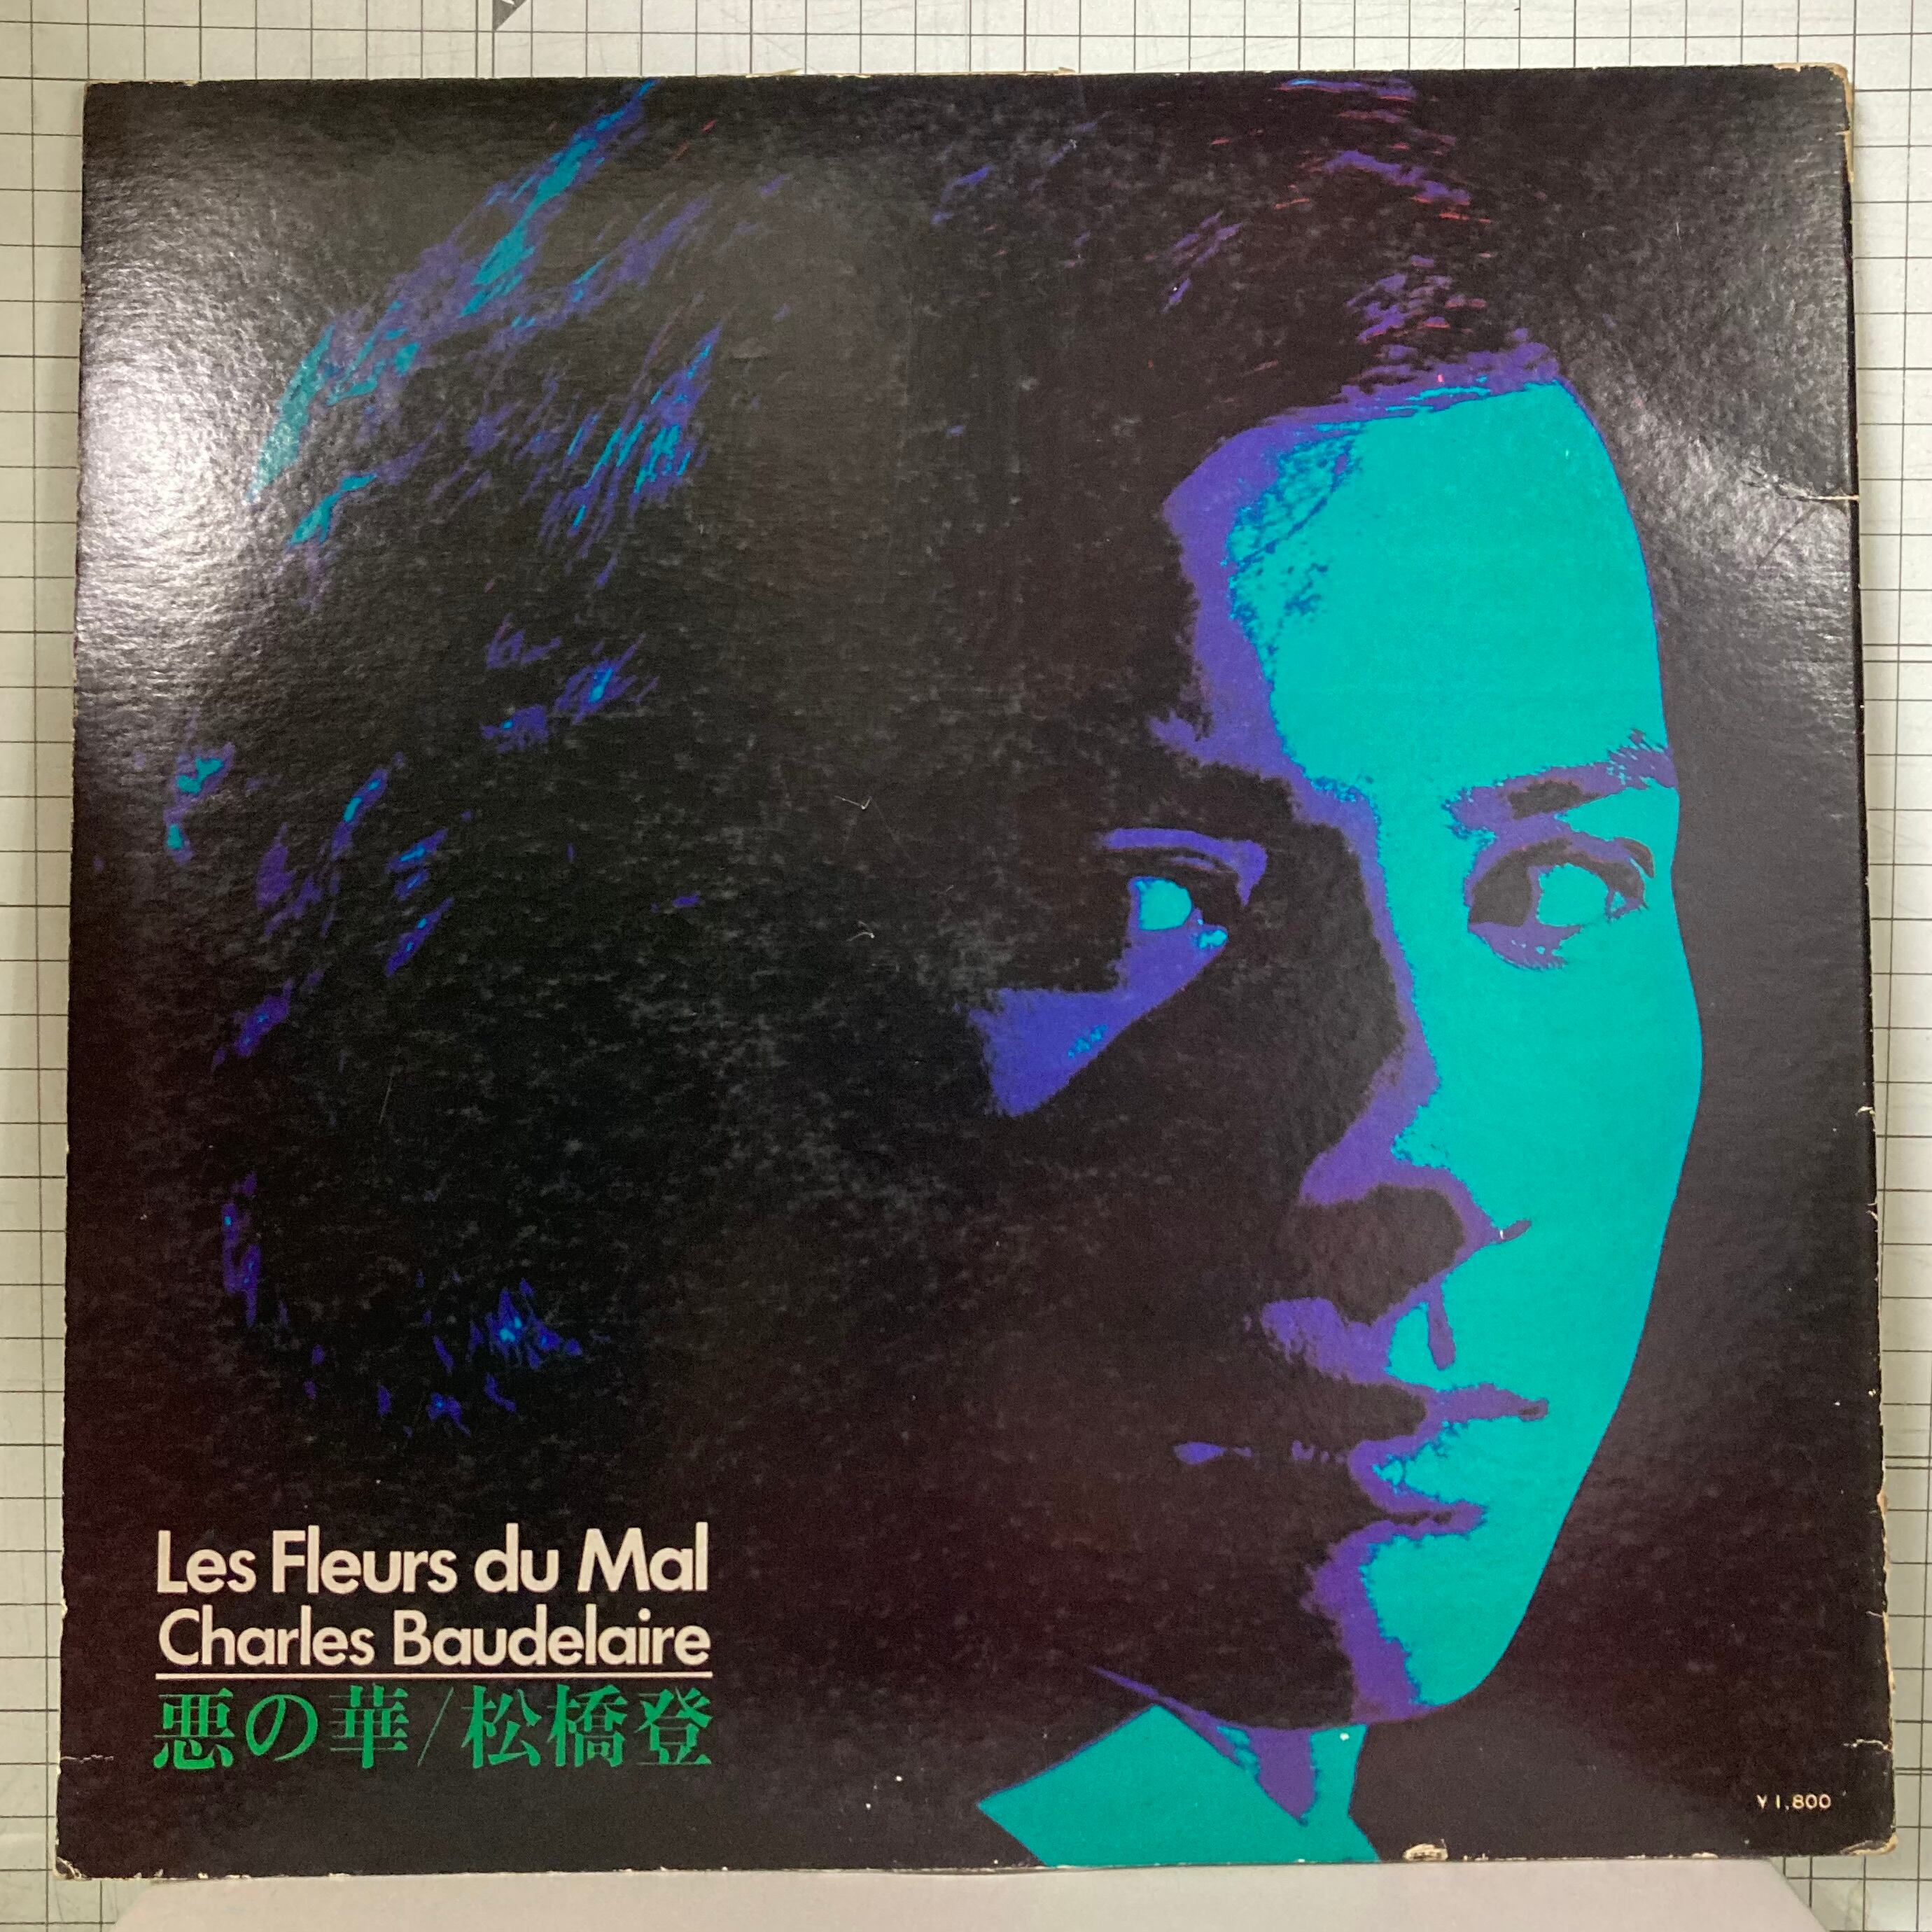 Les Fleurs du Mal
Charles Baudelaire
悪の華/松橋登
¥1,800